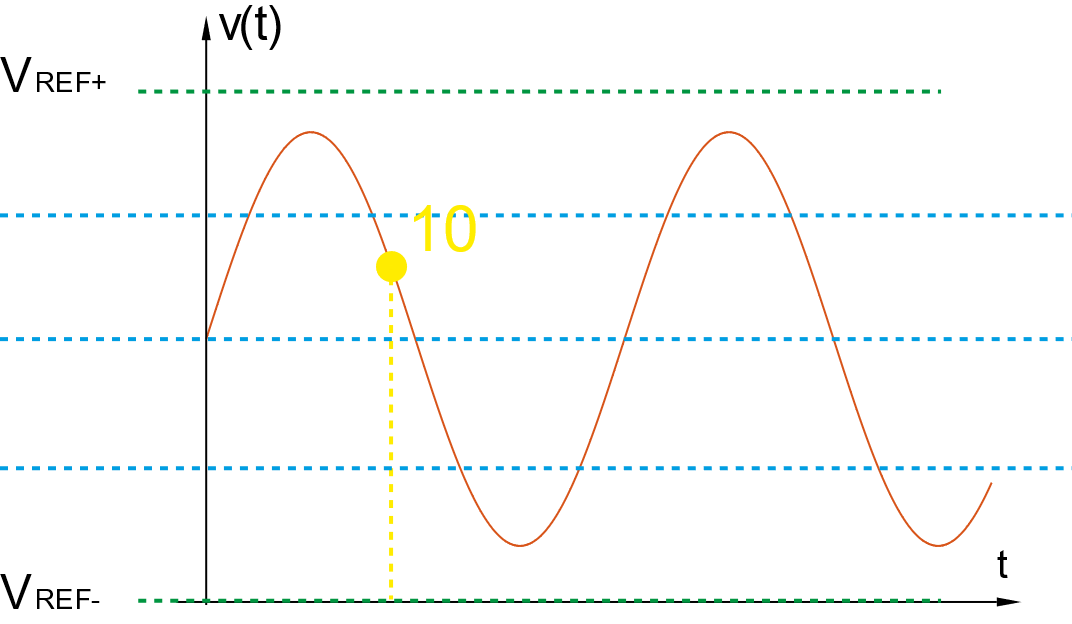 v(t)
VREF+
10
t
VREF-